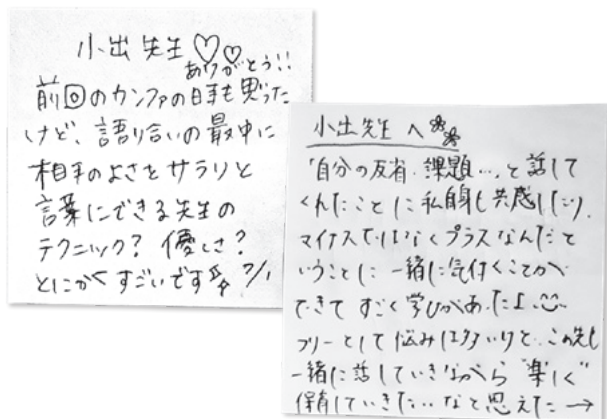 小出先生♡♡
ありがとう!!
前回のカンファの日時も思った
けど、語り合いの最中に
相手のよさをサラリと
言葉にできる先生の
テクニック? 優しさ?
とにかくすごいです 7/1
小出先生へ
「自分の反省・課題…」と話して
くれたことに私自身も共感したり、
マイナスではなくプラスなんだと
いうことに一緒に気付くことが
できてすごく学びがあったよ
フリーとして悩みは多いけど、この先も
一緒に話していきながら"楽しく"
保育していきたいなと思えた→